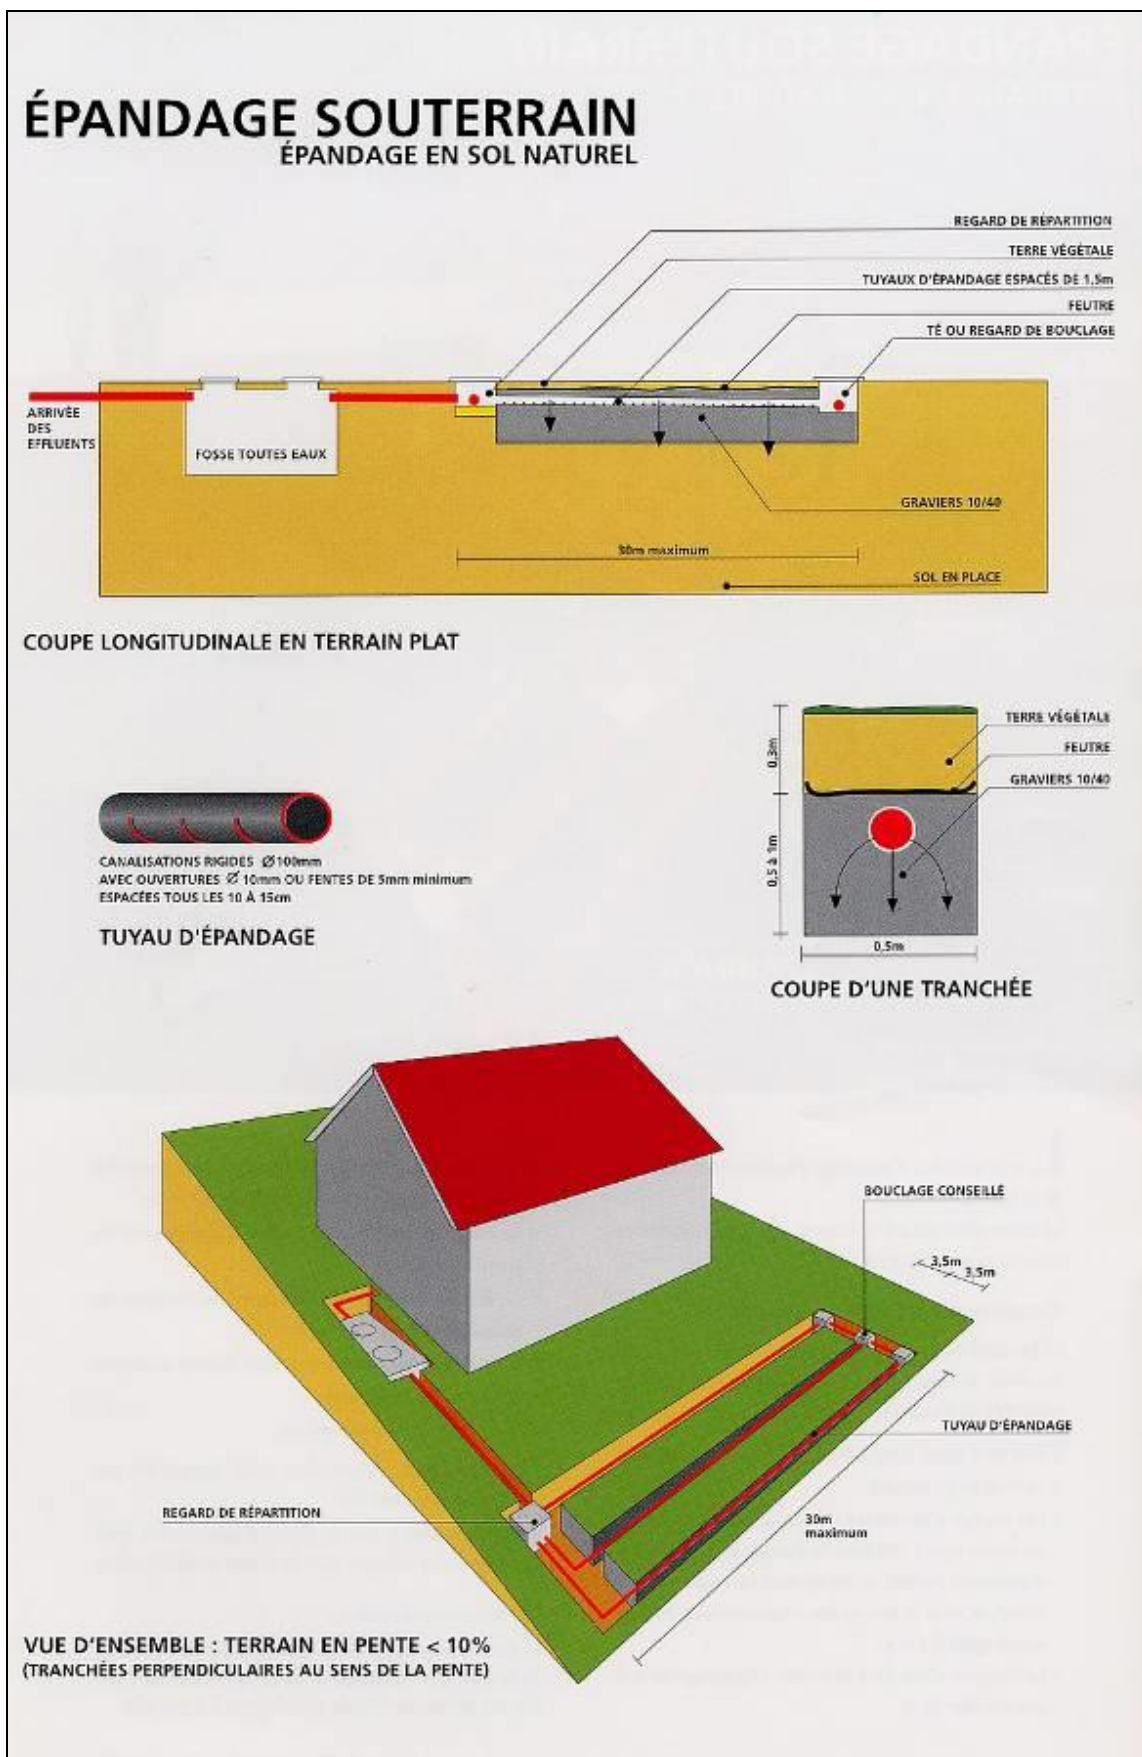 ÉPANDAGE SOUTERRAIN
ÉPANDAGE EN SOL NATUREL
REGARD DE RÉPARTITION
TERRE VÉGÉTALE
TUYAUX D'ÉPANDAGE ESPACÉS DE 1,5m
FEUTRE
TÉ OU REGARD DE BOUCLAGE
ARRIVÉE
DES
EFFLUENTS
FOSSE TOUTES EAUX
GRAVIERS 10/40
30m maximum
SOL EN PLACE
COUPE LONGITUDINALE EN TERRAIN PLAT
TERRE VÉGÉTALE
FEUTRE
GRAVIERS 10/40
0,3m
0,5 à 1m
0,5m
COUPE D'UNE TRANCHÉE
CANALISATIONS RIGIDES Ø 100mm
AVEC OUVERTURES Ø 10mm OU FENTES DE 5mm minimum
ESPACÉES TOUS LES 10 À 15cm
TUYAU D'ÉPANDAGE
BOUCLAGE CONSEILLÉ
3,5m
3,5m
TUYAU D'ÉPANDAGE
REGARD DE RÉPARTITION
30m
maximum
VUE D'ENSEMBLE : TERRAIN EN PENTE < 10%
(TRANCHÉES PERPENDICULAIRES AU SENS DE LA PENTE)